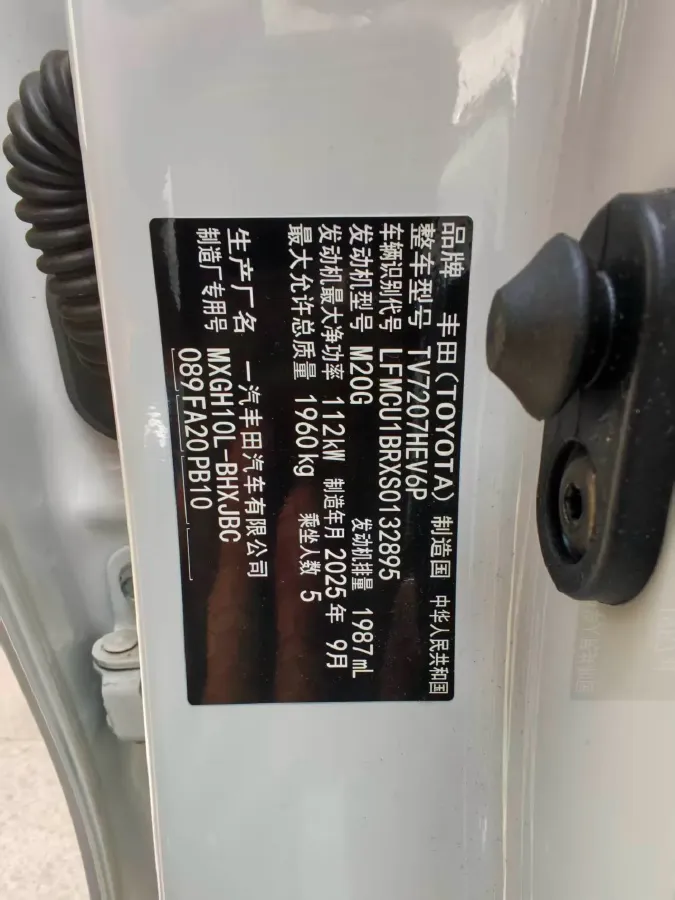 品牌 丰田(TOYOTA) 制造国 中华人民共和国
整车型号 TV7207HEV6P
车辆识别代号 LFMCU1BRXS0132895
发动机型号 M20G 发动机排量 1987mL
发动机最大净功率 112kW 制造年月 2025年 9月
最大允许总质量 1960kg 乘坐人数 5
生产厂名 一汽丰田汽车有限公司
制造厂专用号 MXGH10L-BHXJBC
089FA20PB10